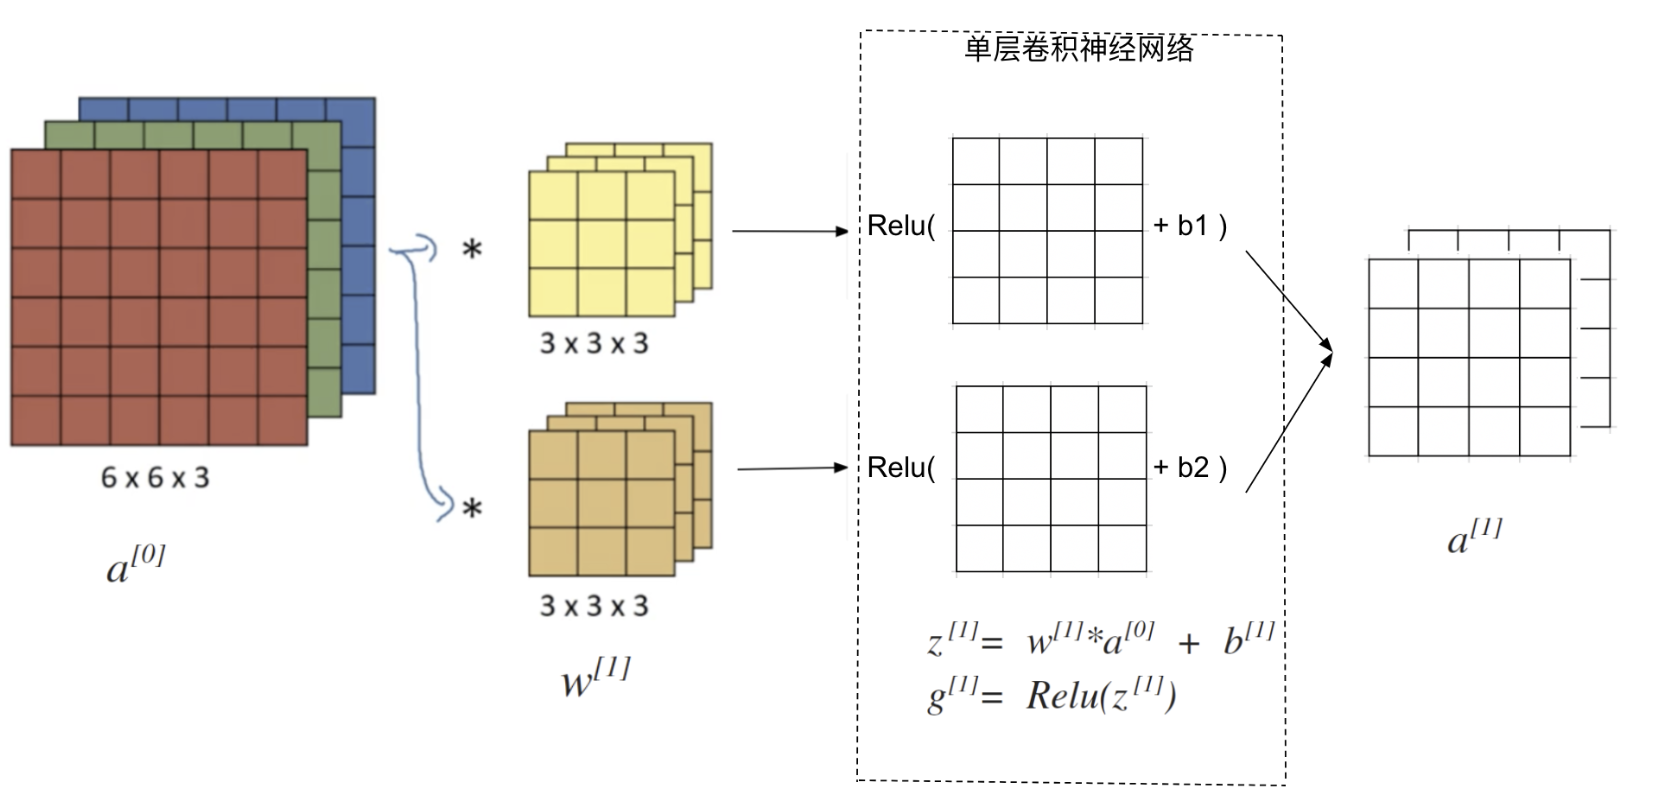 单层卷积神经网络
6 x 6 x 3
a^[0]
*
3 x 3 x 3
*
3 x 3 x 3
w^[1]
Relu( + b1 )
Relu( + b2 )
z^[1]= w^[1]*a^[0] + b^[1]
g^[1]= Relu(z^[1])
a^[1]